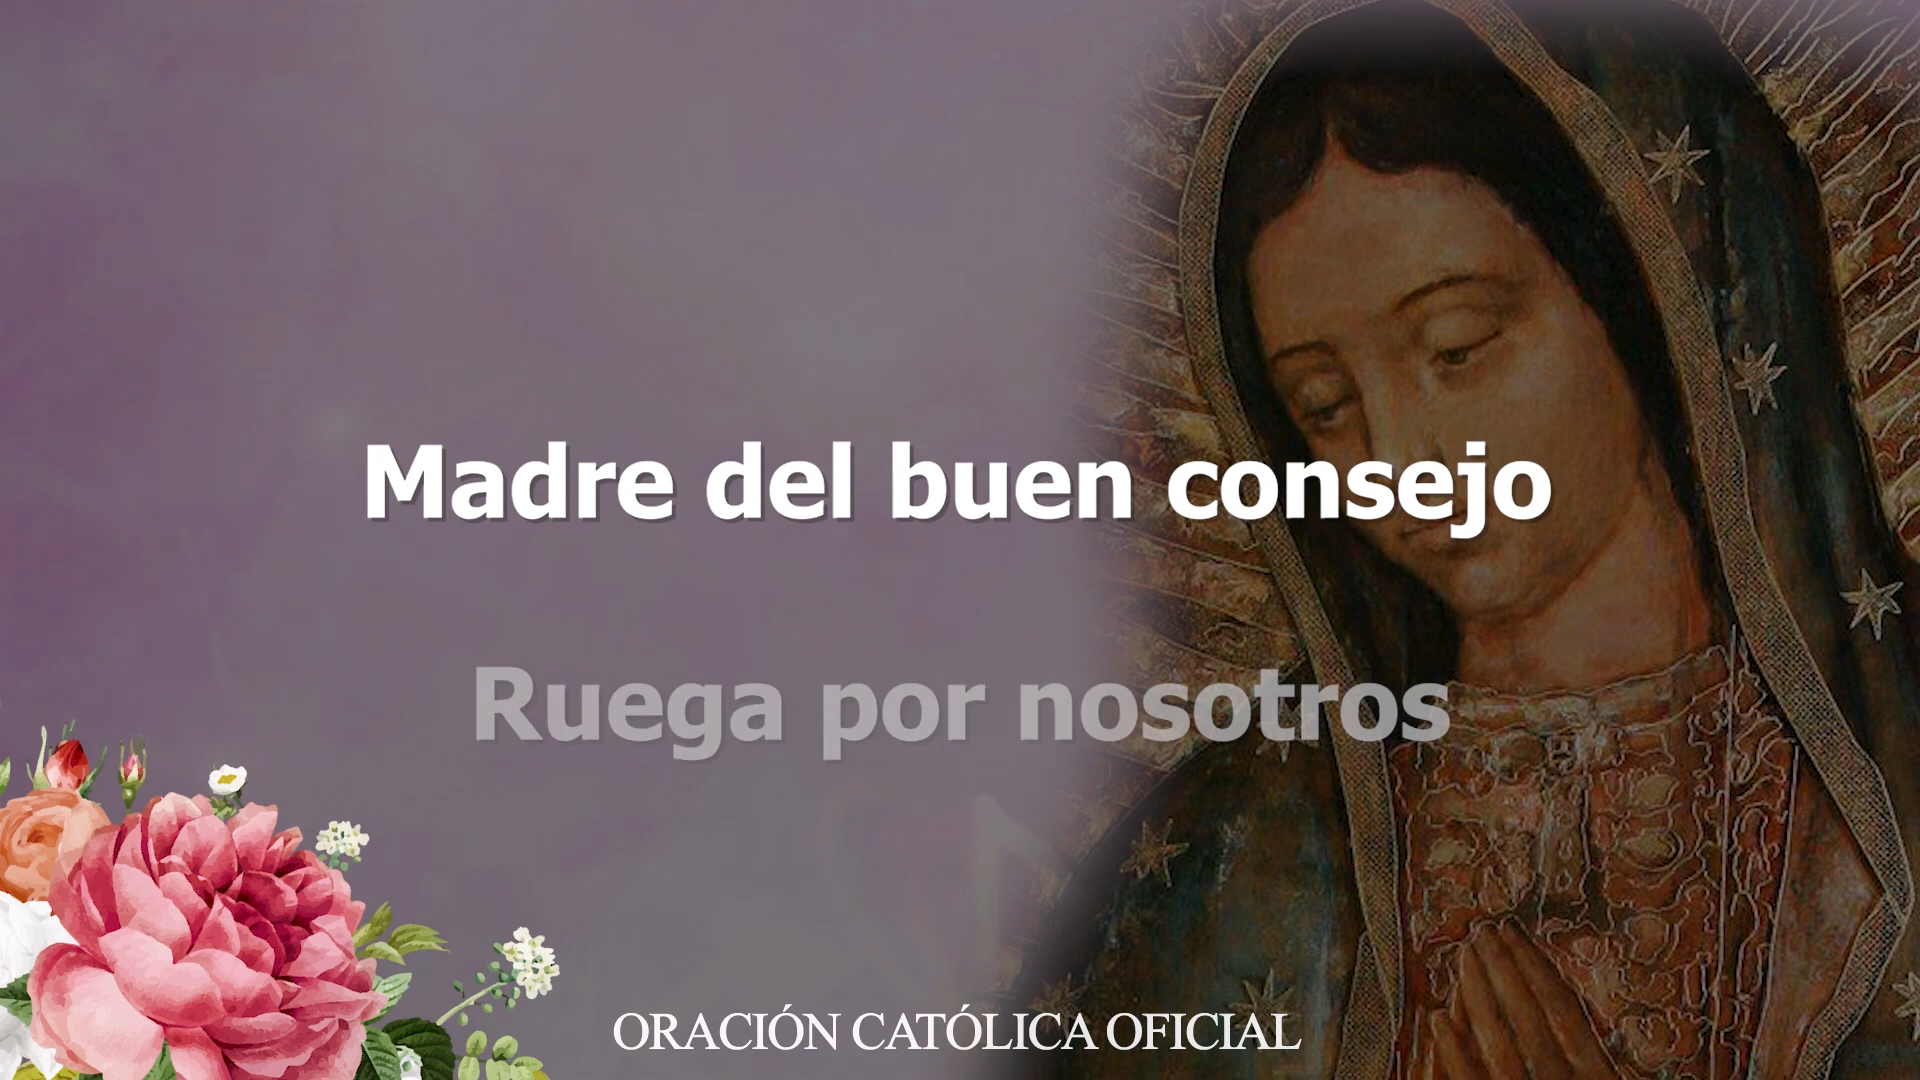 Madre del buen consejo
Ruega por nosotros
ORACIÓN CATÓLICA OFICIAL